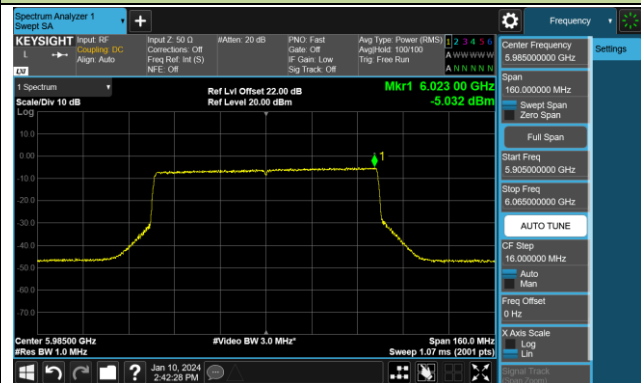 Spectrum Analyzer 1
Swept SA
Frequency
KEYSIGHT
L
LXI
Input: RF
Coupling: DC
Align: Auto
Input Z: 50 Ω
Corrections: Off
Freq Ref: Int (S)
NFE: Off
#Atten: 20 dB
PNO: Fast
Gate: Off
IF Gain: Low
Sig Track: Off
Avg Type: Power (RMS)
Avg|Hold: 100/100
Trig: Free Run
1 2 3 4 5 6
A W W W W W
A N N N N N
1 Spectrum
Scale/Div 10 dB
Log
Ref Lvl Offset 22.00 dB
Ref Level 20.00 dBm
Mkr1 6.023 00 GHz
-5.032 dBm
1
10.0
0.00
-10.0
-20.0
-30.0
-40.0
-50.0
-60.0
-70.0
Center 5.98500 GHz
#Res BW 1.0 MHz
#Video BW 3.0 MHz*
Span 160.0 MHz
Sweep 1.07 ms (2001 pts)
Jan 10, 2024
2:42:28 PM
Center Frequency
5.985000000 GHz
Span
160.000000 MHz
Swept Span
Zero Span
Full Span
Start Freq
5.905000000 GHz
Stop Freq
6.065000000 GHz
AUTO TUNE
CF Step
16.000000 MHz
Auto
Man
Freq Offset
0 Hz
X Axis Scale
Log
Lin
Signal Track
(Span Zoom)
Settings